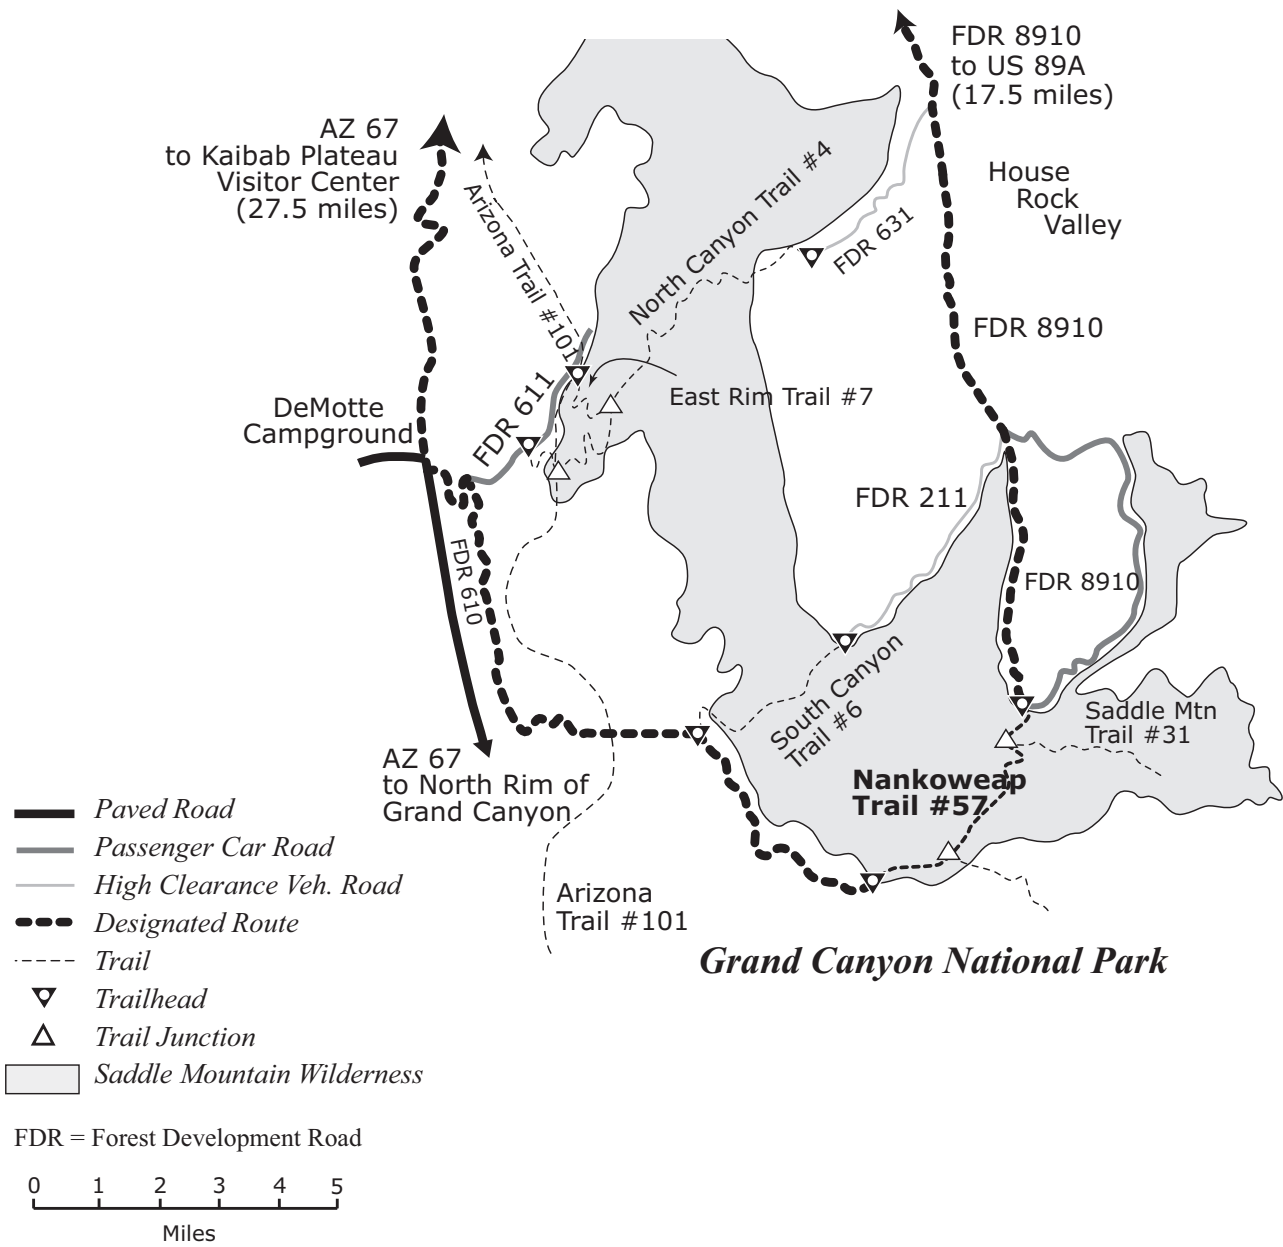 FDR 8910
to US 89A
(17.5 miles)
AZ 67
to Kaibab Plateau
Visitor Center
(27.5 miles)
House
Rock
Valley
Arizona Trail #101
North Canyon Trail #4
FDR 631
FDR 8910
East Rim Trail #7
DeMotte
Campground
FDR 611
FDR 211
FDR 610
FDR 8910
South Canyon
Trail #6
Saddle Mtn
Trail #31
AZ 67
to North Rim of
Grand Canyon
Nankoweap
Trail #57
Arizona
Trail #101
Grand Canyon National Park
Paved Road
Passenger Car Road
High Clearance Veh. Road
Designated Route
Trail
Trailhead
Trail Junction
Saddle Mountain Wilderness
FDR = Forest Development Road
0 1 2 3 4 5
Miles